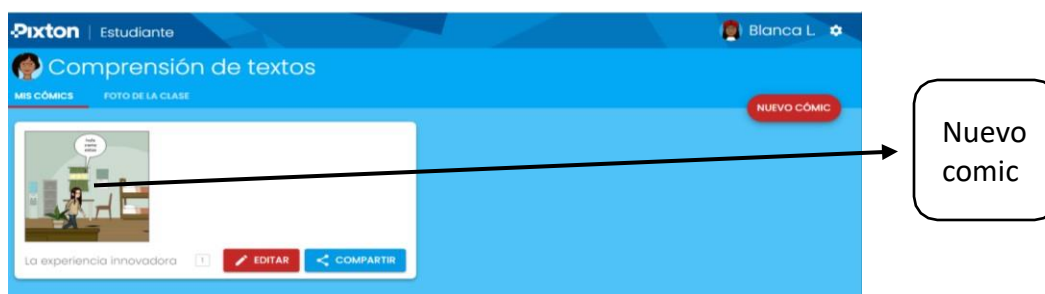 Pixton | Estudiante
Blanca L.
Comprensión de textos
MIS CÓMICS FOTO DE LA CLASE
NUEVO CÓMIC
Hola
La experiencia innovadora 1 EDITAR COMPARTIR
Nuevo
comic